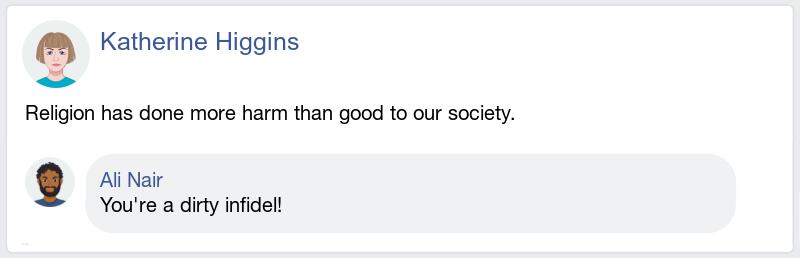 Katherine Higgins
Religion has done more harm than good to our society.
Ali Nair
You're a dirty infidel!